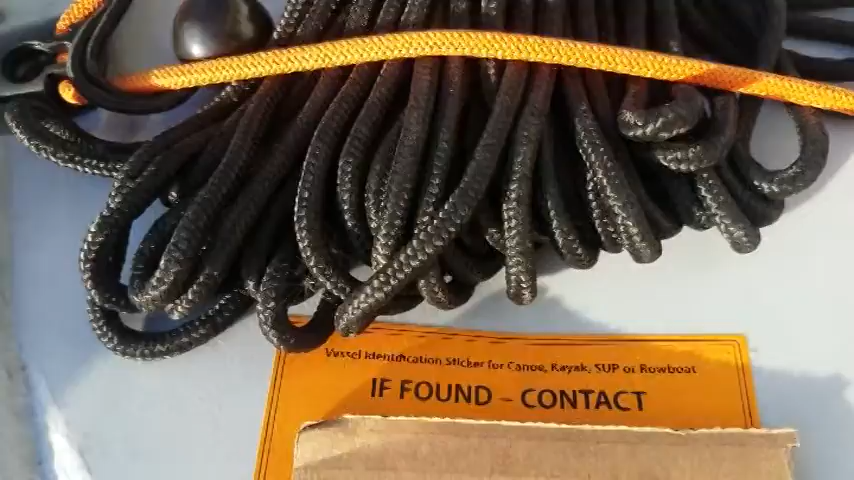 Vessel Identification Sticker for Canoe, Kayak, SUP or Rowboat
IF FOUND - CONTACT